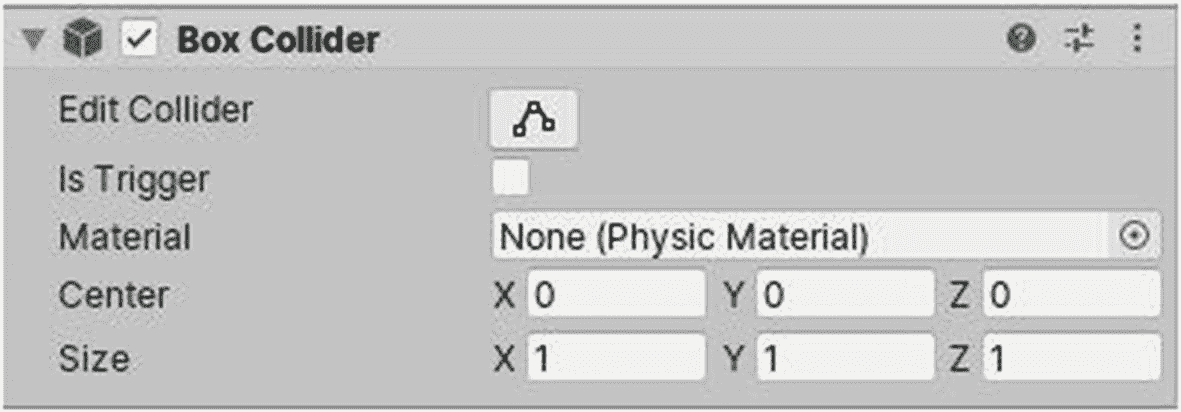 Box Collider
Edit Collider
Is Trigger
Material None (Physic Material)
Center X 0 Y 0 Z 0
Size X 1 Y 1 Z 1